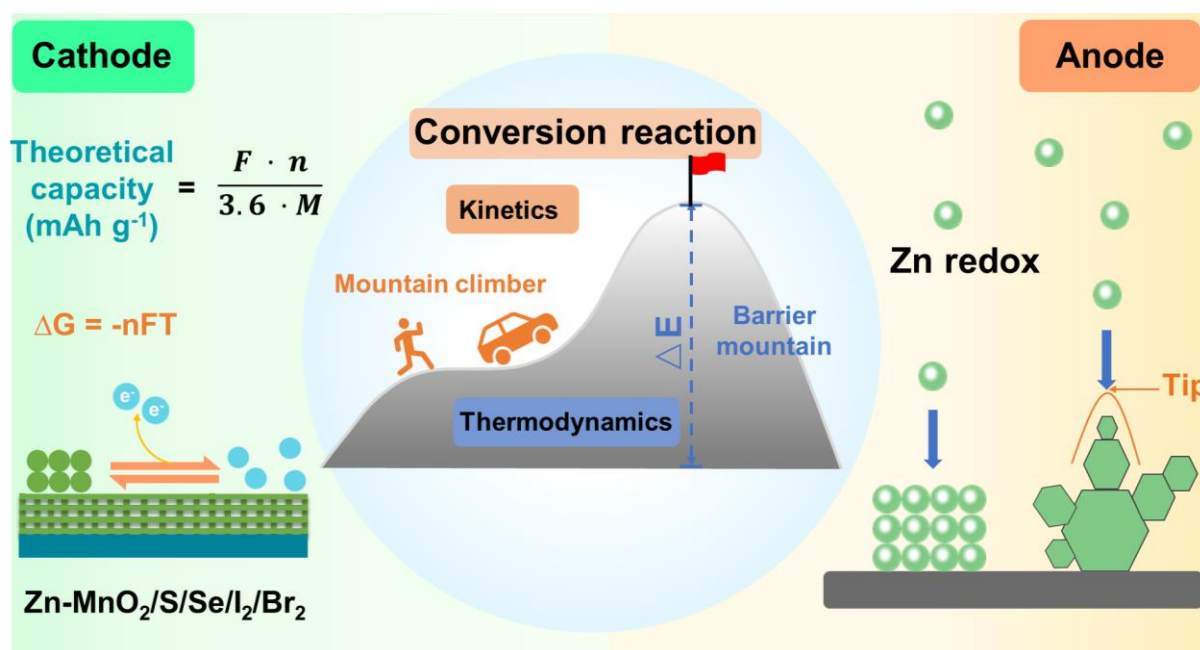 Cathode
Theoretical
capacity
(mAh g⁻¹)
= F · n / 3.6 · M
ΔG = -nFT
e⁻
e⁻
Zn-MnO₂/S/Se/I₂/Br₂
Conversion reaction
Kinetics
Mountain climber
△E
Barrier
mountain
Thermodynamics
Anode
Zn redox
Tip